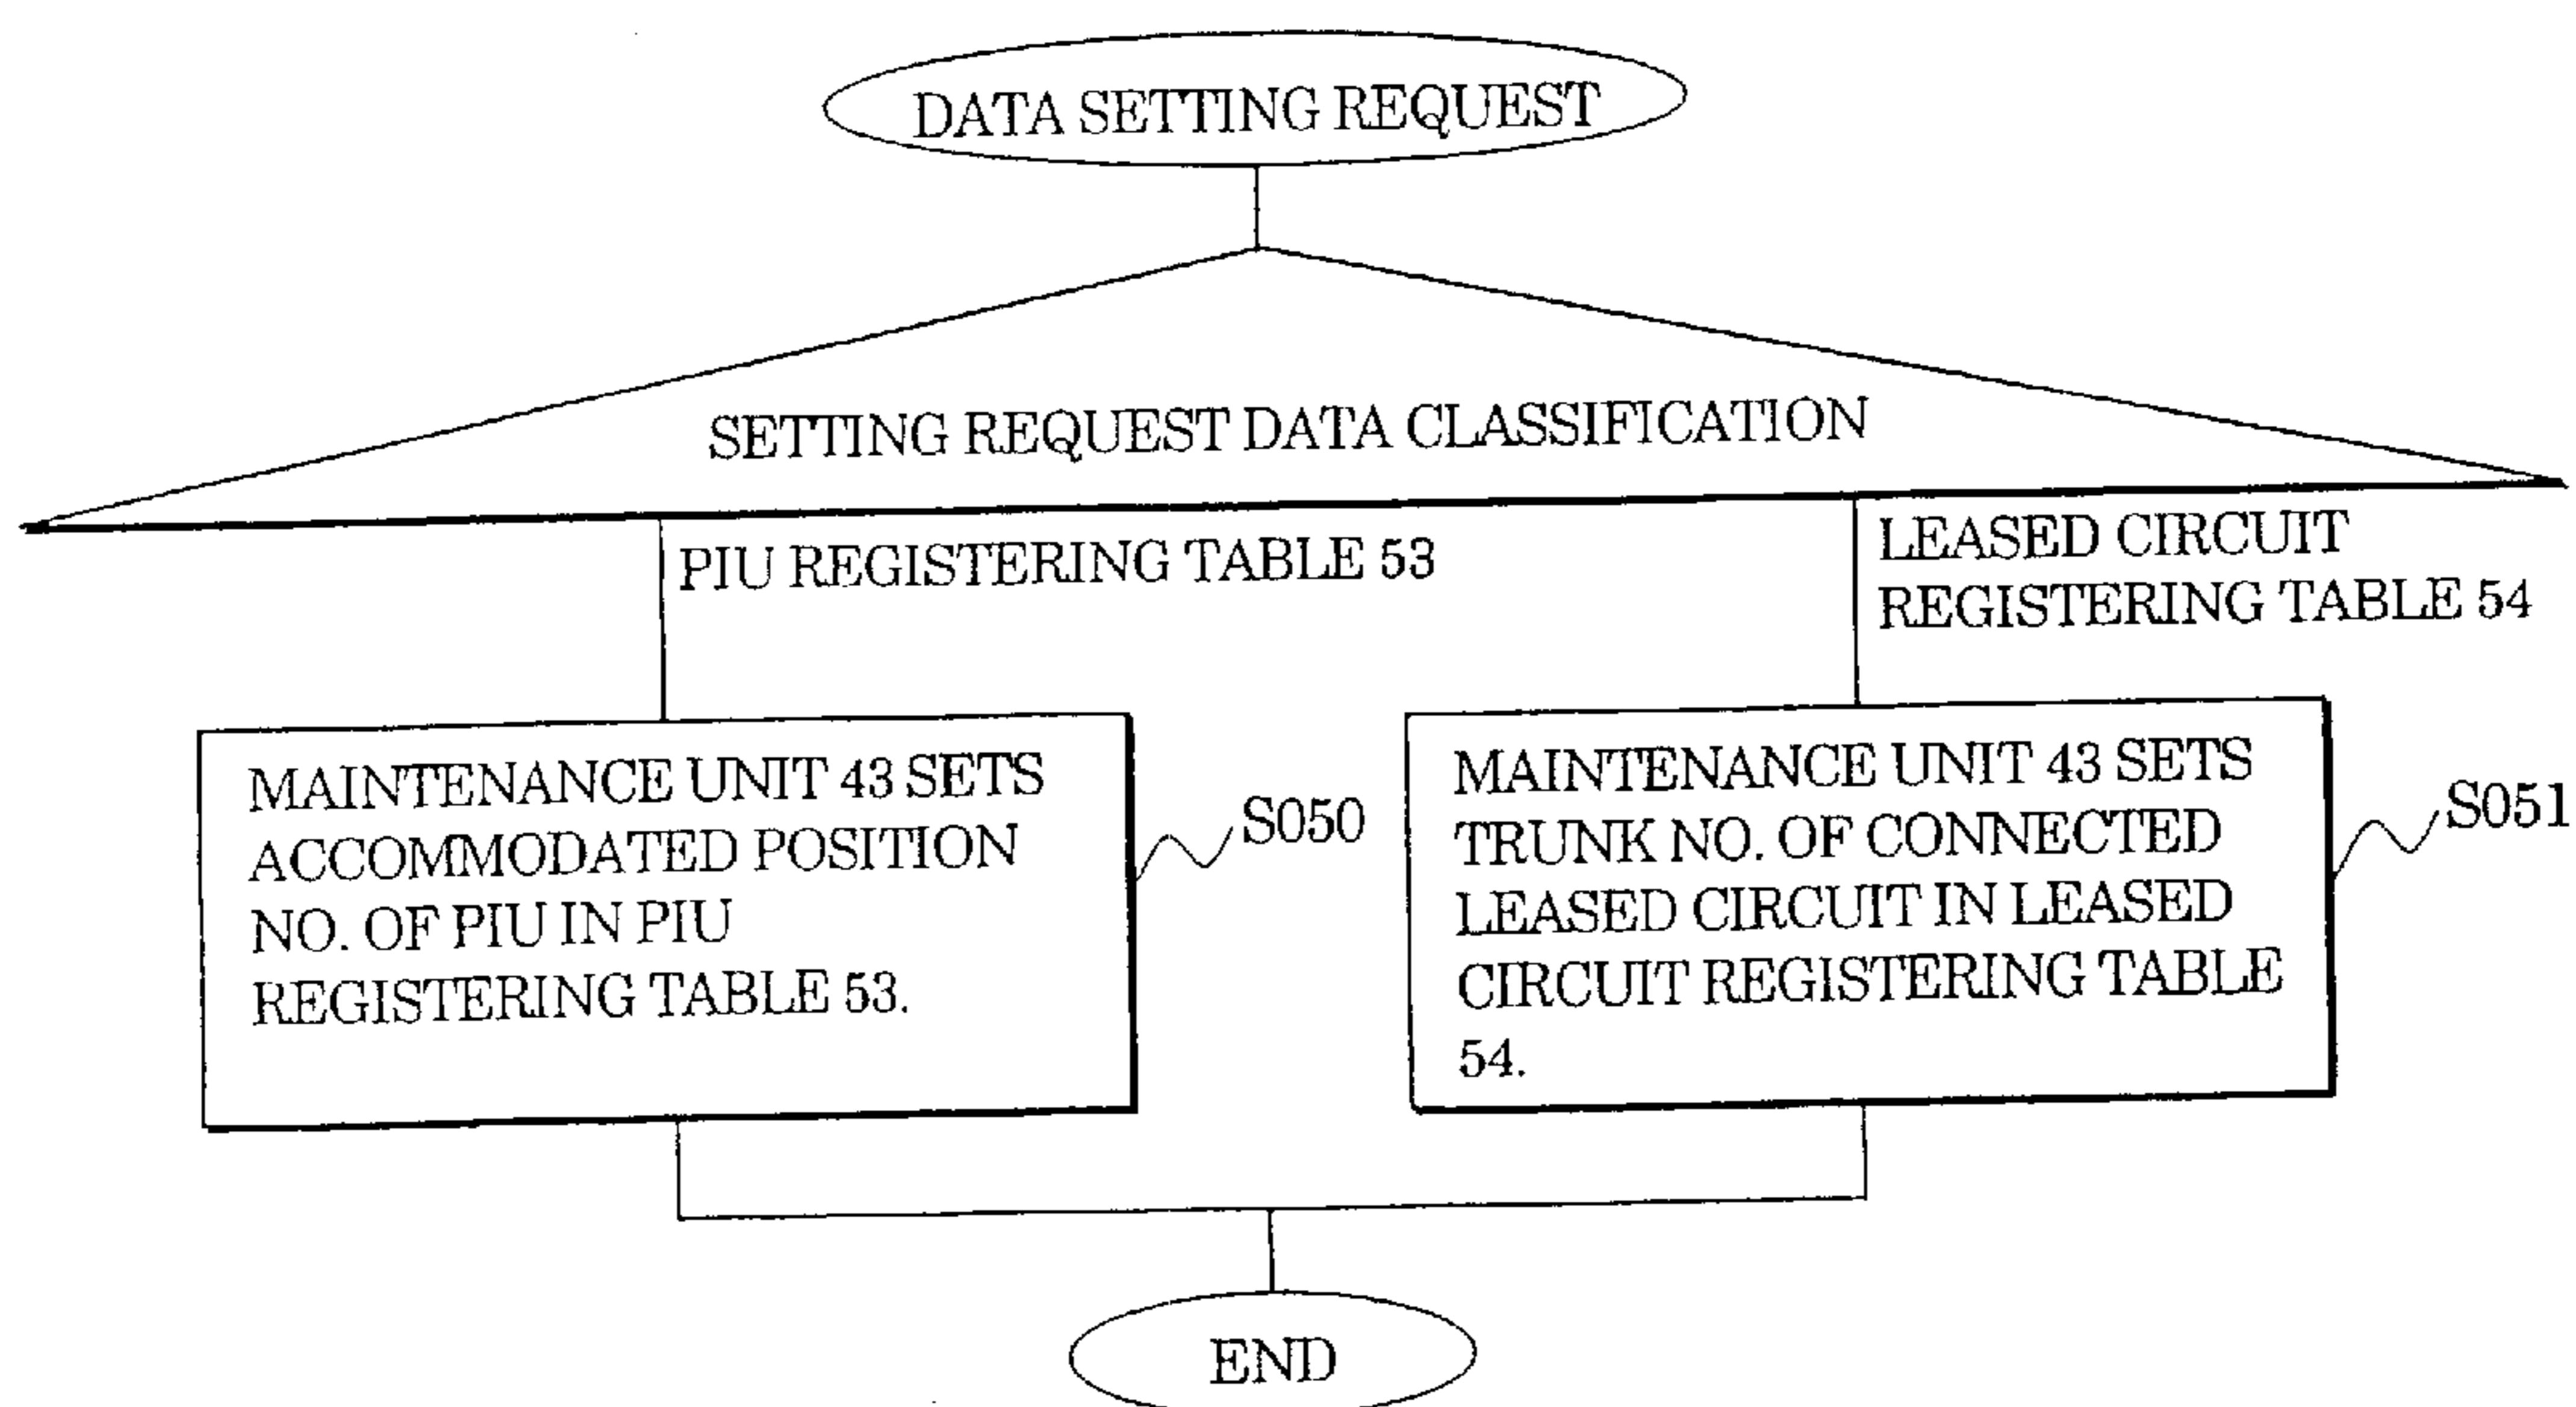 DATA SETTING REQUEST
SETTING REQUEST DATA CLASSIFICATION
PIU REGISTERING TABLE 53
LEASED CIRCUIT
REGISTERING TABLE 54
MAINTENANCE UNIT 43 SETS
ACCOMMODATED POSITION
NO. OF PIU IN PIU
REGISTERING TABLE 53.
S050
MAINTENANCE UNIT 43 SETS
TRUNK NO. OF CONNECTED
LEASED CIRCUIT IN LEASED
CIRCUIT REGISTERING TABLE
54.
S051
END